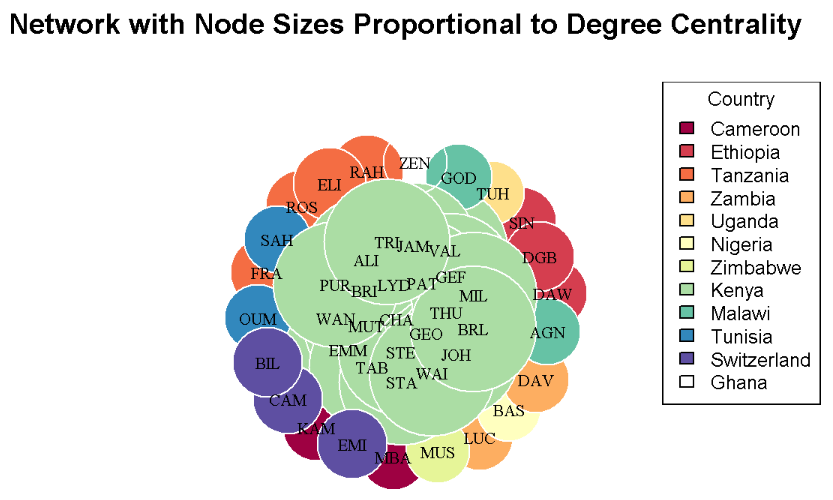 Network with Node Sizes Proportional to Degree Centrality
Country
Cameroon
Ethiopia
Tanzania
Zambia
Uganda
Nigeria
Zimbabwe
Kenya
Malawi
Tunisia
Switzerland
Ghana
ZEN
RAH
GOD
ELI
TUH
ROS
SIN
SAH
TRI
JAM
VAL
ALI
DGB
FRA
GEF
PUR
BRI
LYD
PAT
DAW
MIL
OUM
WAN
MUT
CHA
THU
GEO
BRL
AGN
BIL
EMM
STE
JOH
TAB
WAI
STA
DAV
CAM
BAS
KAM
EMI
LUC
MUS
MBA